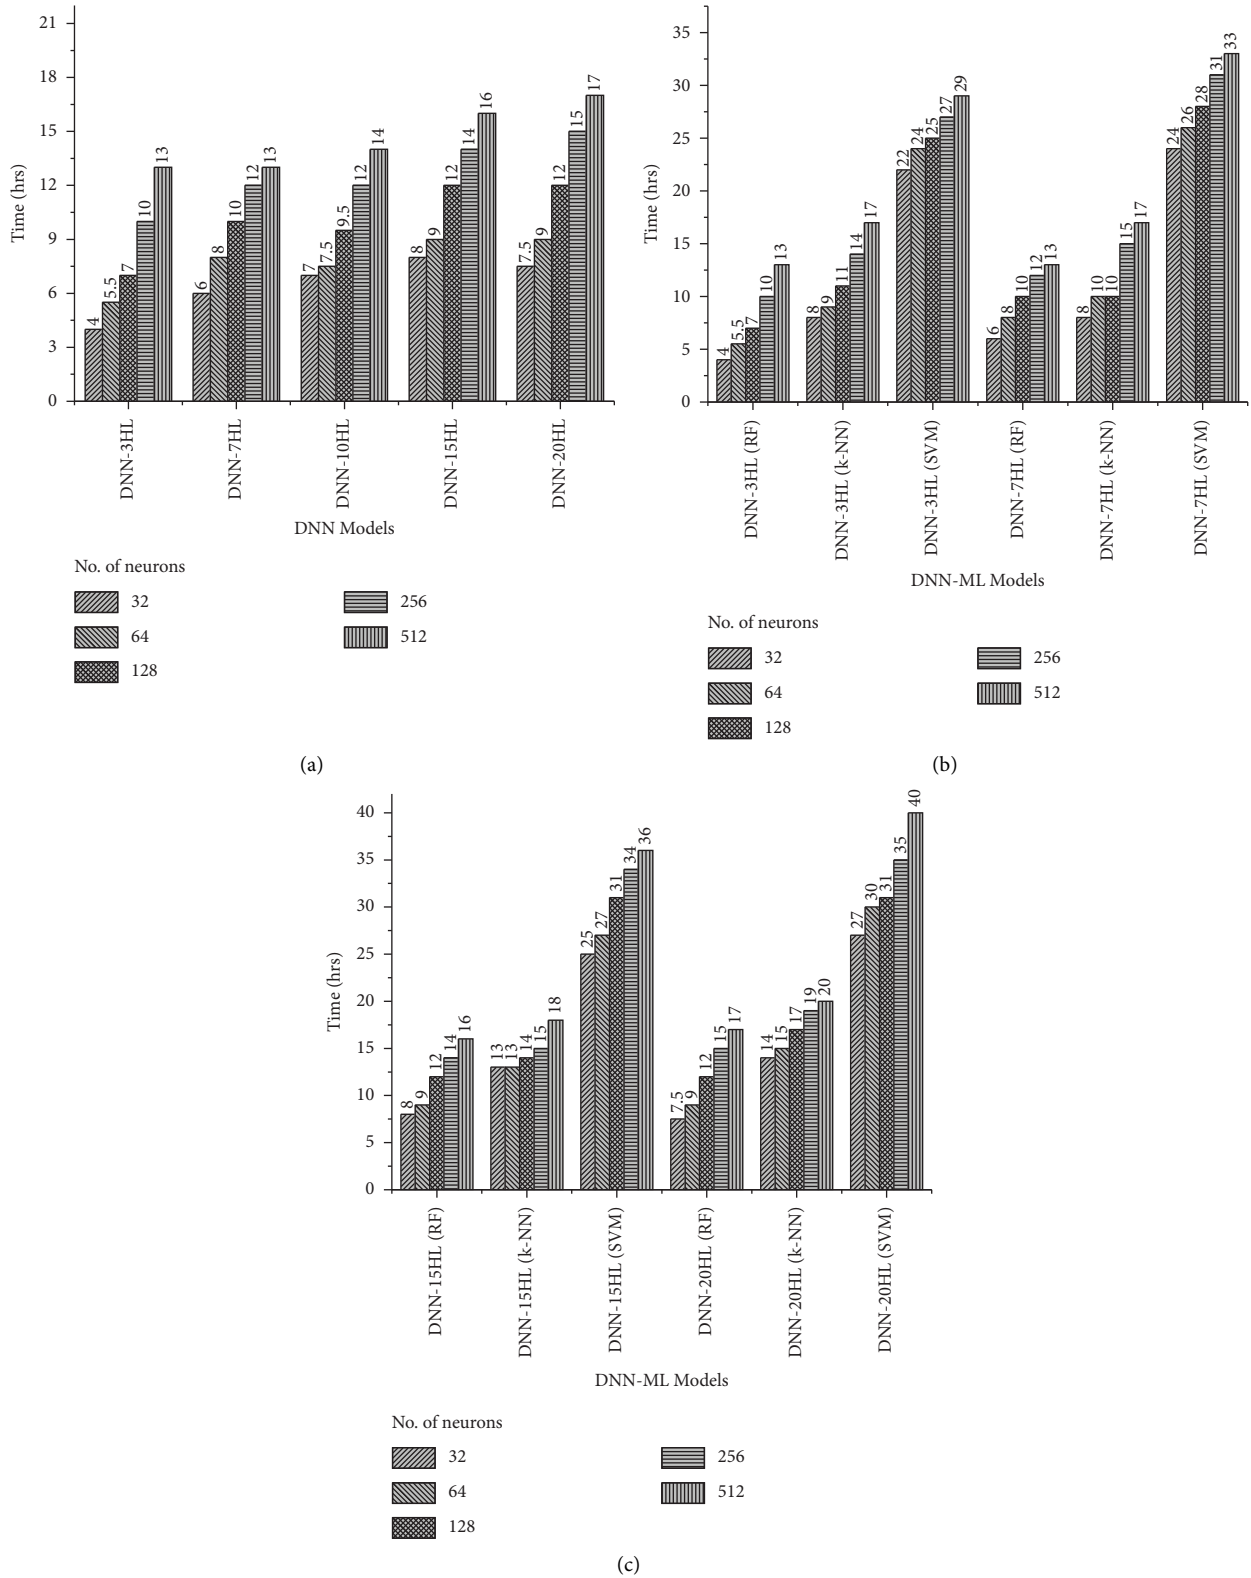 21
18
15
12
9
6
3
0
Time (hrs)
4 5.5 7 10 13
6 8 10 12 13
7 7.5 9.5 12 14
8 9 12 14 16
7.5 9 12 15 17
DNN-3HL
DNN-7HL
DNN-10HL
DNN-15HL
DNN-20HL
DNN Models
No. of neurons
32
64
128
256
512
(a)
35
30
25
20
15
10
5
0
Time (hrs)
4 5.5 7 10 13
8 9 11 14 17
22 24 25 27 29
6 8 10 12 13
8 10 10 15 17
24 26 28 31 33
DNN-3HL (RF)
DNN-3HL (k-NN)
DNN-3HL (SVM)
DNN-7HL (RF)
DNN-7HL (k-NN)
DNN-7HL (SVM)
DNN-ML Models
No. of neurons
32
64
128
256
512
(b)
40
35
30
25
20
15
10
5
0
Time (hrs)
8 9 12 14 16
13 13 14 15 18
25 27 31 34 36
7.5 9 12 15 17
14 15 17 19 20
27 30 31 35 40
DNN-15HL (RF)
DNN-15HL (k-NN)
DNN-15HL (SVM)
DNN-20HL (RF)
DNN-20HL (k-NN)
DNN-20HL (SVM)
DNN-ML Models
No. of neurons
32
64
128
256
512
(c)